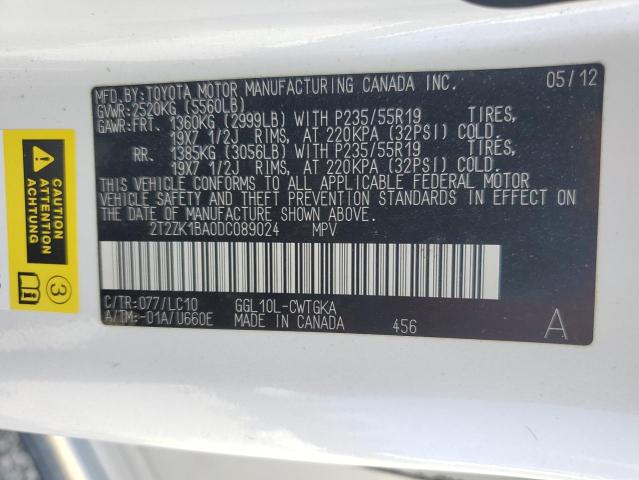 MFD.BY:TOYOTA MOTOR MANUFACTURING CANADA INC. 05/12
GVWR:2520KG (5560LB)
GAWR:FRT. 1360KG (2999LB) WITH P235/55R19 TIRES,
19X7 1/2J RIMS, AT 220KPA (32PSI) COLD.
RR. 1385KG (3056LB) WITH P235/55R19 TIRES,
19X7 1/2J RIMS, AT 220KPA (32PSI) COLD.
THIS VEHICLE CONFORMS TO ALL APPLICABLE FEDERAL MOTOR
VEHICLE SAFETY AND THEFT PREVENTION STANDARDS IN EFFECT ON
THE DATE OF MANUFACTURE SHOWN ABOVE.
2T2ZK1BA0DC089024 MPV
C/TR:077/LC10 GGL10L-CWTGKA
A/TM:-01A/U660E MADE IN CANADA 456 A
CAUTION
ATTENTION
ACHTUNG
3